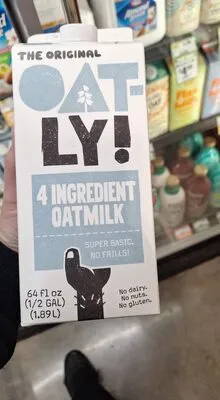 THE ORIGINAL
OAT-
LY!
4 INGREDIENT
OATMILK
SUPER BASIC.
NO FRILLS!
64 fl oz
(1/2 GAL)
(1.89L)
No dairy.
No nuts.
No gluten.